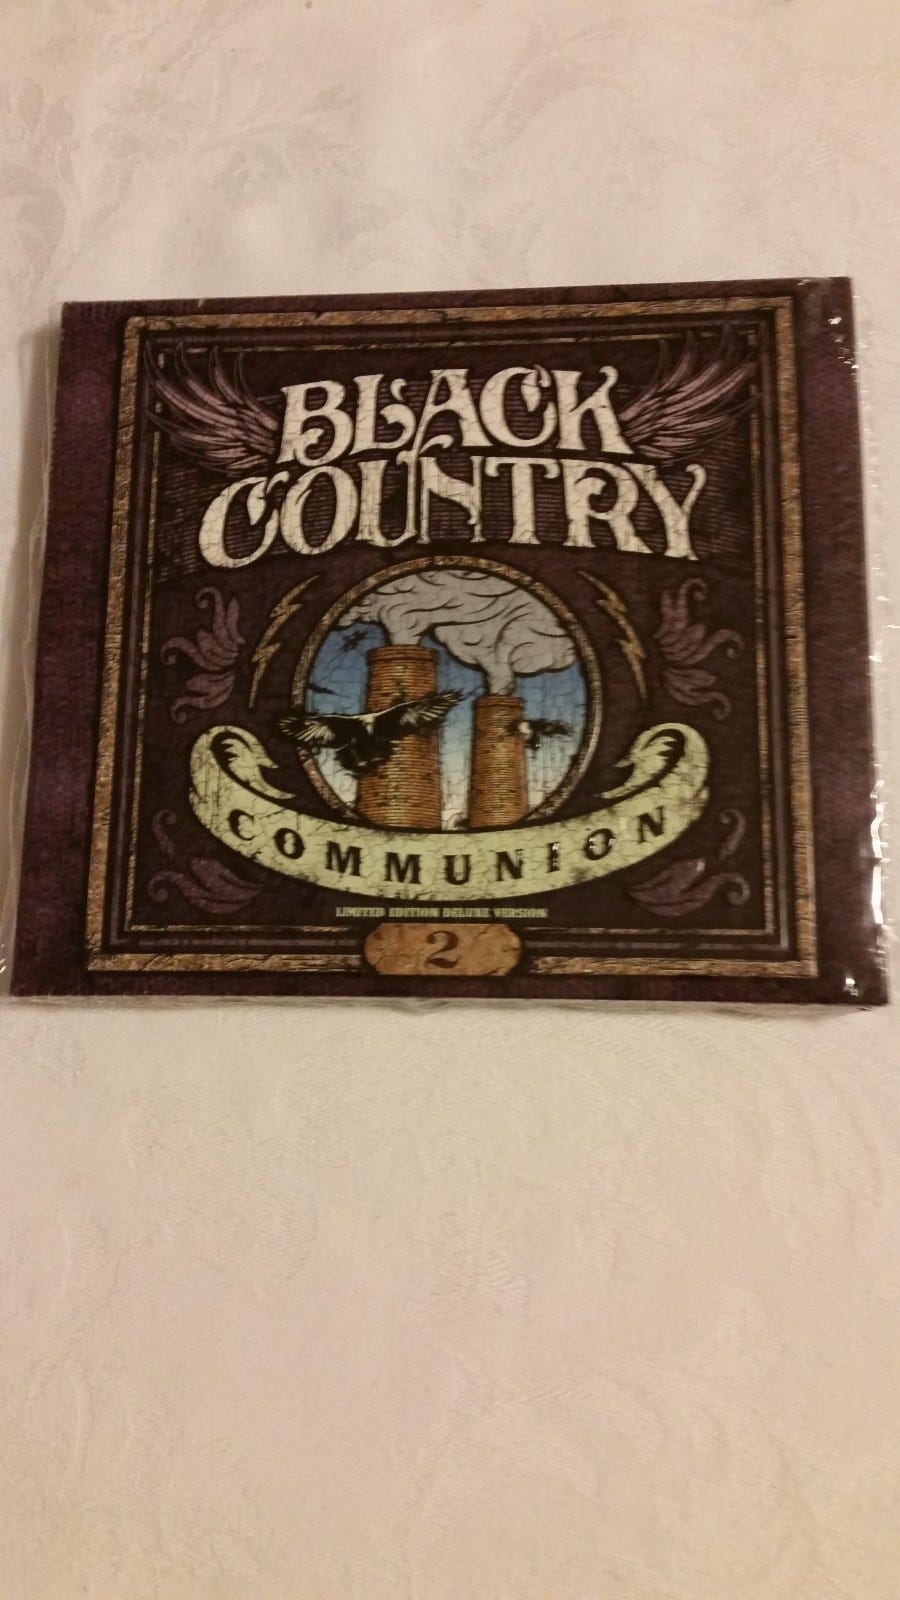 BLACK
COUNTRY
COMMUNION
LIMITED EDITION DELUXE VERSION
2